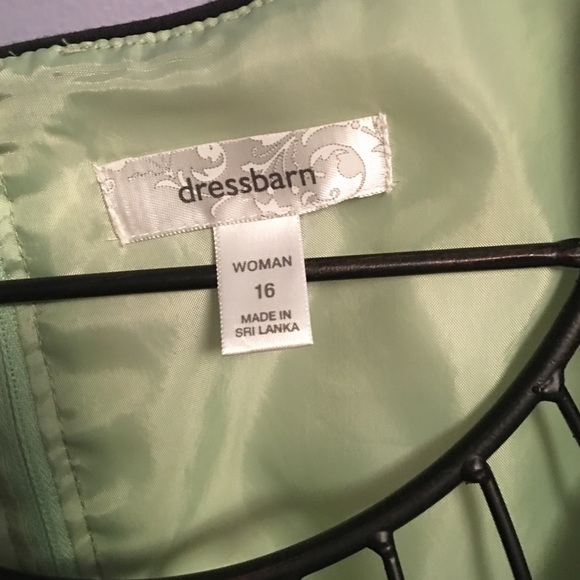 dressbarn
WOMAN
16
MADE IN
SRI LANKA